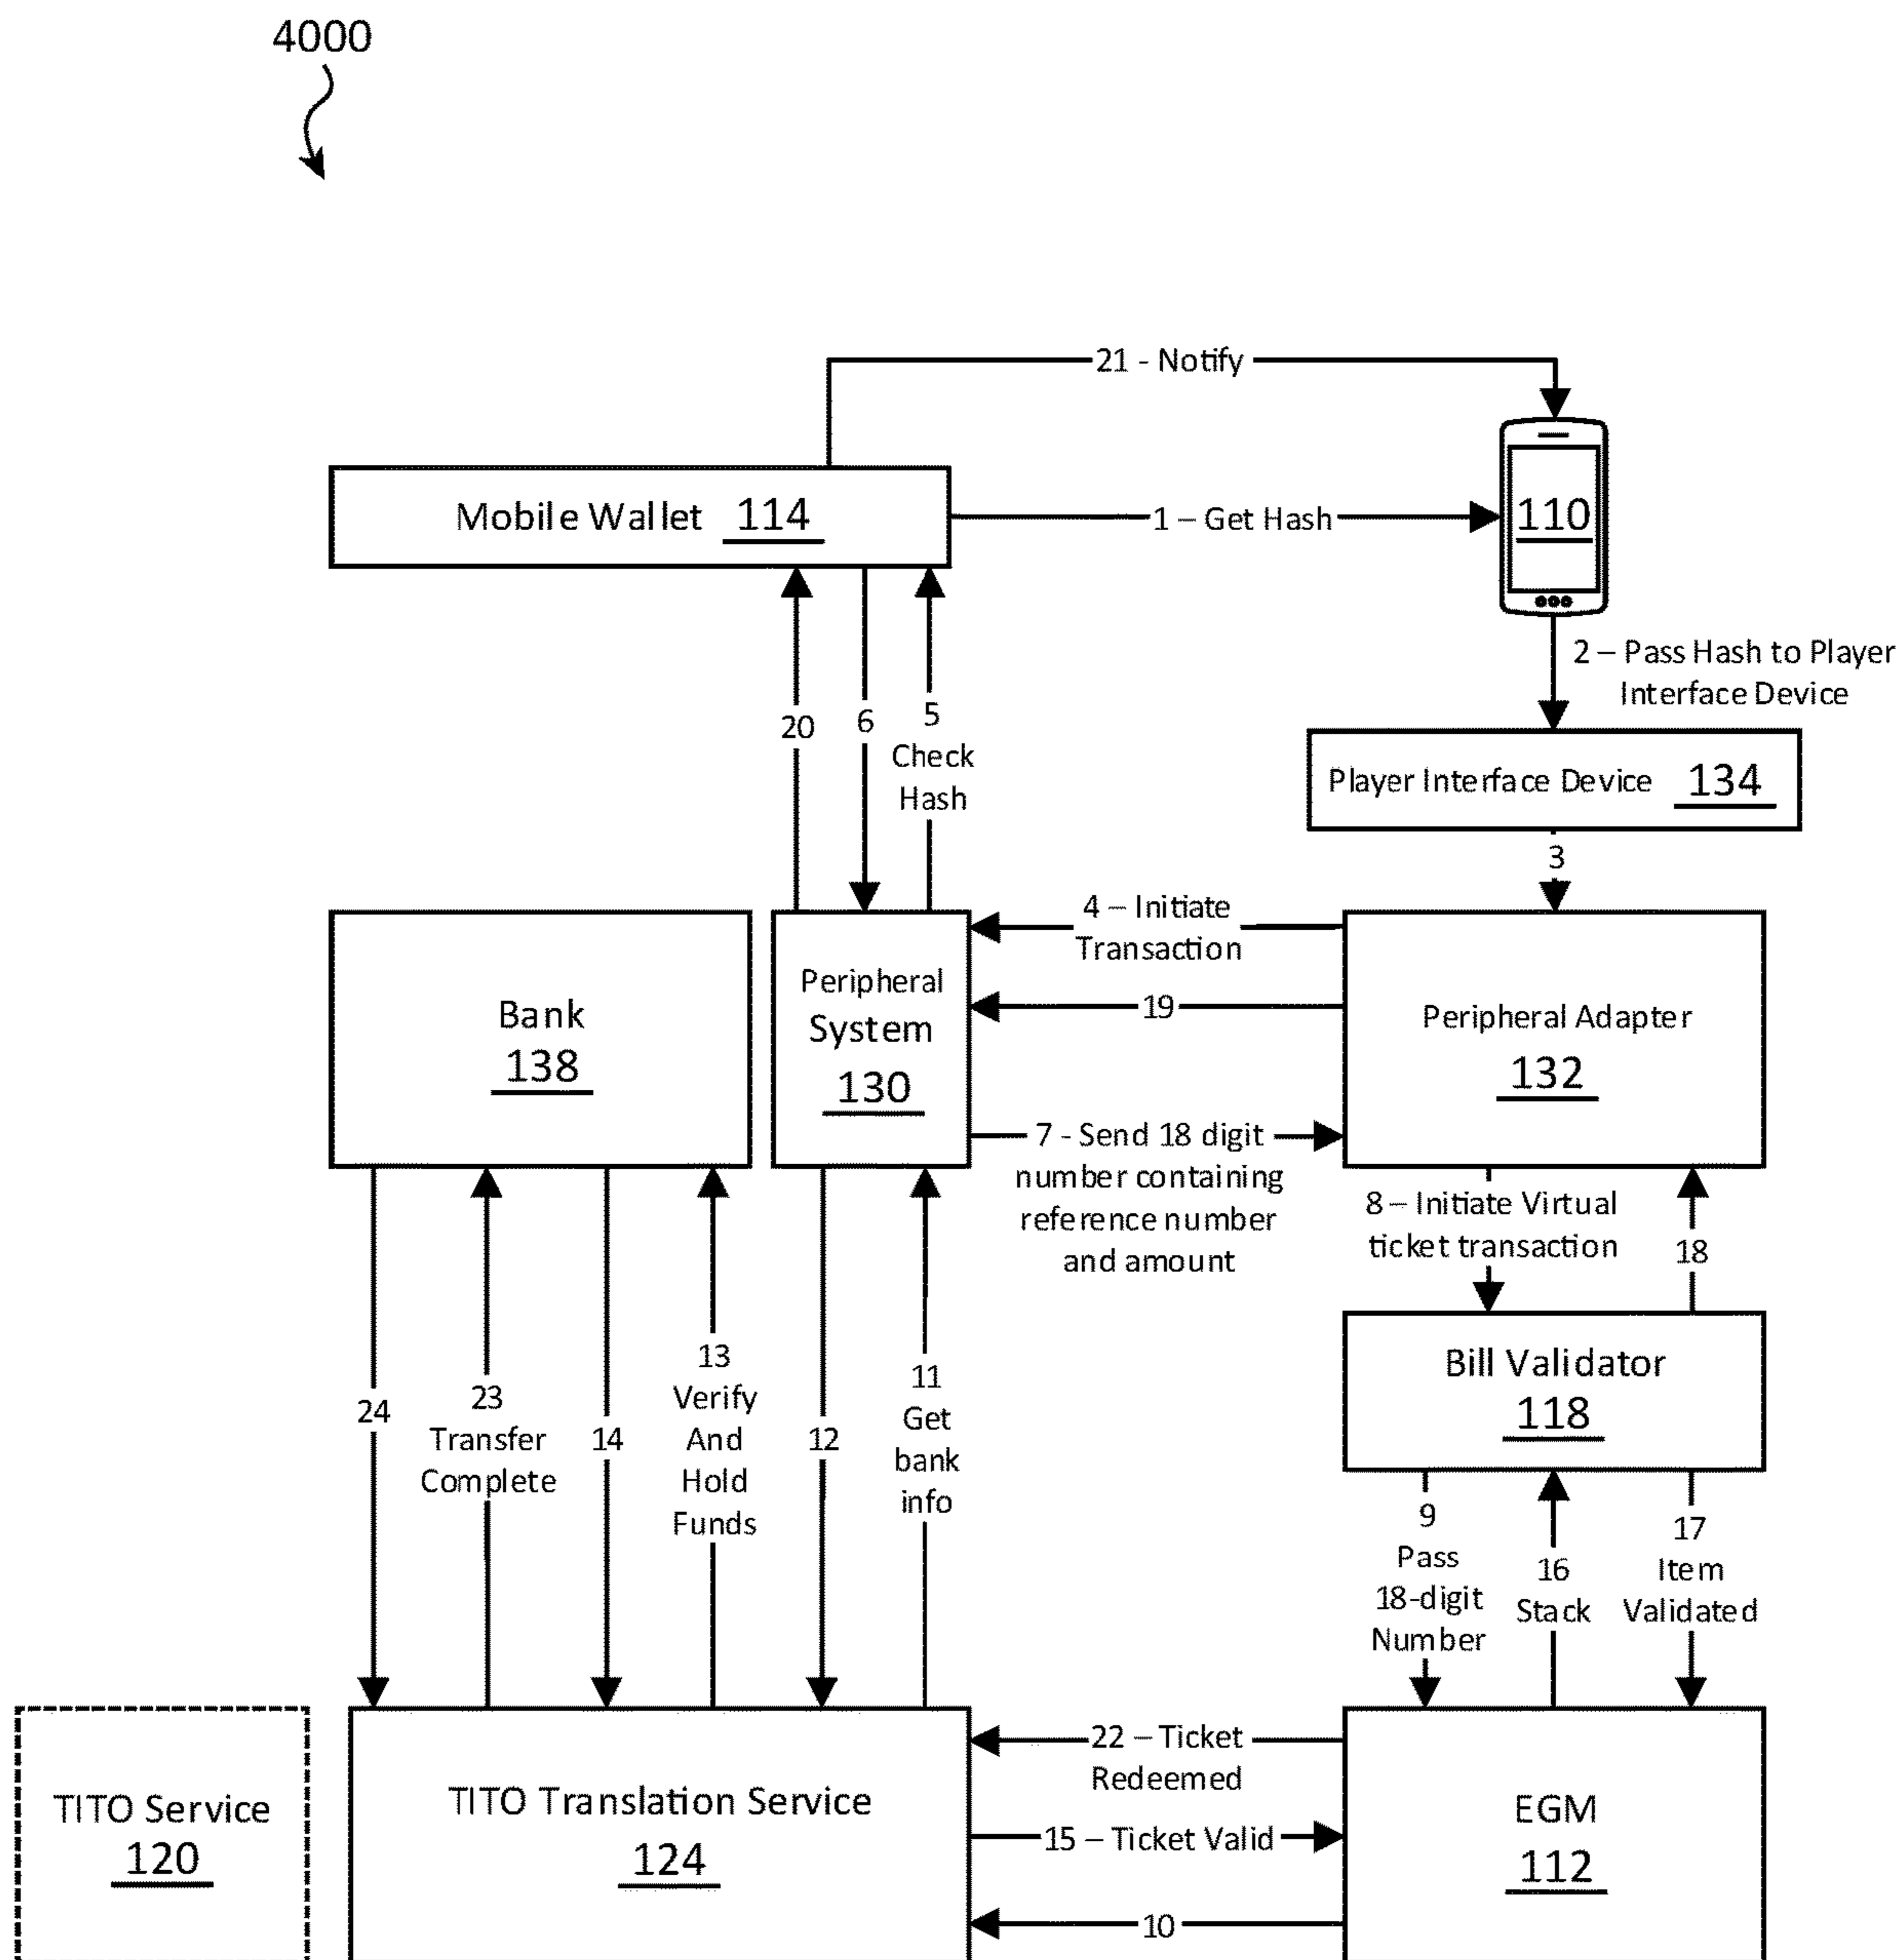 4000
21 - Notify
Mobile Wallet 114
1 – Get Hash
110
2 – Pass Hash to Player
Interface Device
20
6
5
Check
Hash
Player Interface Device 134
3
4 – Initiate
Transaction
Bank
138
Peripheral
System
130
19
Peripheral Adapter
132
7 - Send 18 digit
number containing
reference number
and amount
8 – Initiate Virtual
ticket transaction
18
24
23
Transfer
Complete
14
13
Verify
And
Hold
Funds
12
11
Get
bank
info
Bill Validator
118
9
Pass
18-digit
Number
16
Stack
17
Item
Validated
TITO Service
120
TITO Translation Service
124
22 – Ticket
Redeemed
15 – Ticket Valid
10
EGM
112